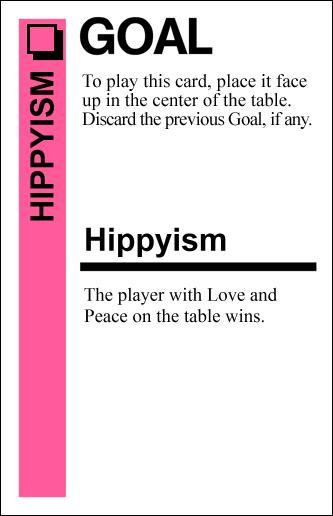 GOAL
To play this card, place it face
up in the center of the table.
Discard the previous Goal, if any.
HIPPYISM
Hippyism
The player with Love and
Peace on the table wins.